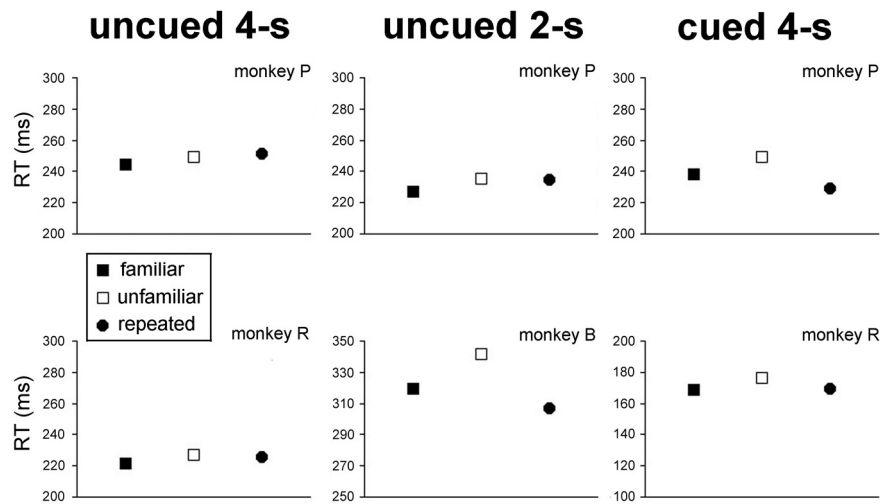 uncued 4-s
uncued 2-s
cued 4-s
monkey P
300
280
260
240
220
200
RT (ms)
monkey P
300
280
260
240
220
200
monkey P
300
280
260
240
220
200
familiar
unfamiliar
repeated
monkey R
300
280
260
240
220
200
RT (ms)
monkey B
350
330
310
290
270
250
monkey R
200
180
160
140
120
100